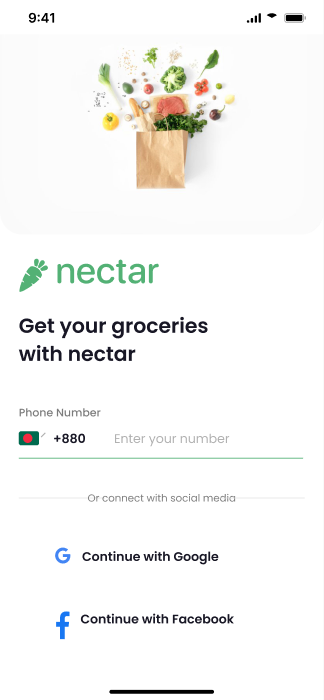 9:41
nectar
Get your groceries
with nectar
Phone Number
+880 Enter your number
Or connect with social media
G Continue with Google
f Continue with Facebook